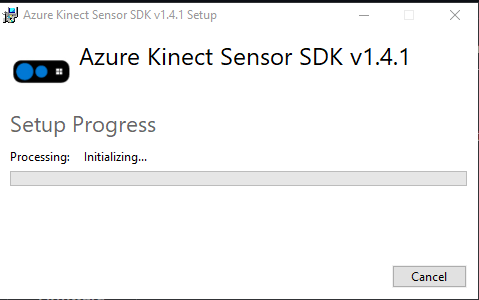 Azure Kinect Sensor SDK v1.4.1 Setup
Azure Kinect Sensor SDK v1.4.1
Setup Progress
Processing: Initializing...
Cancel